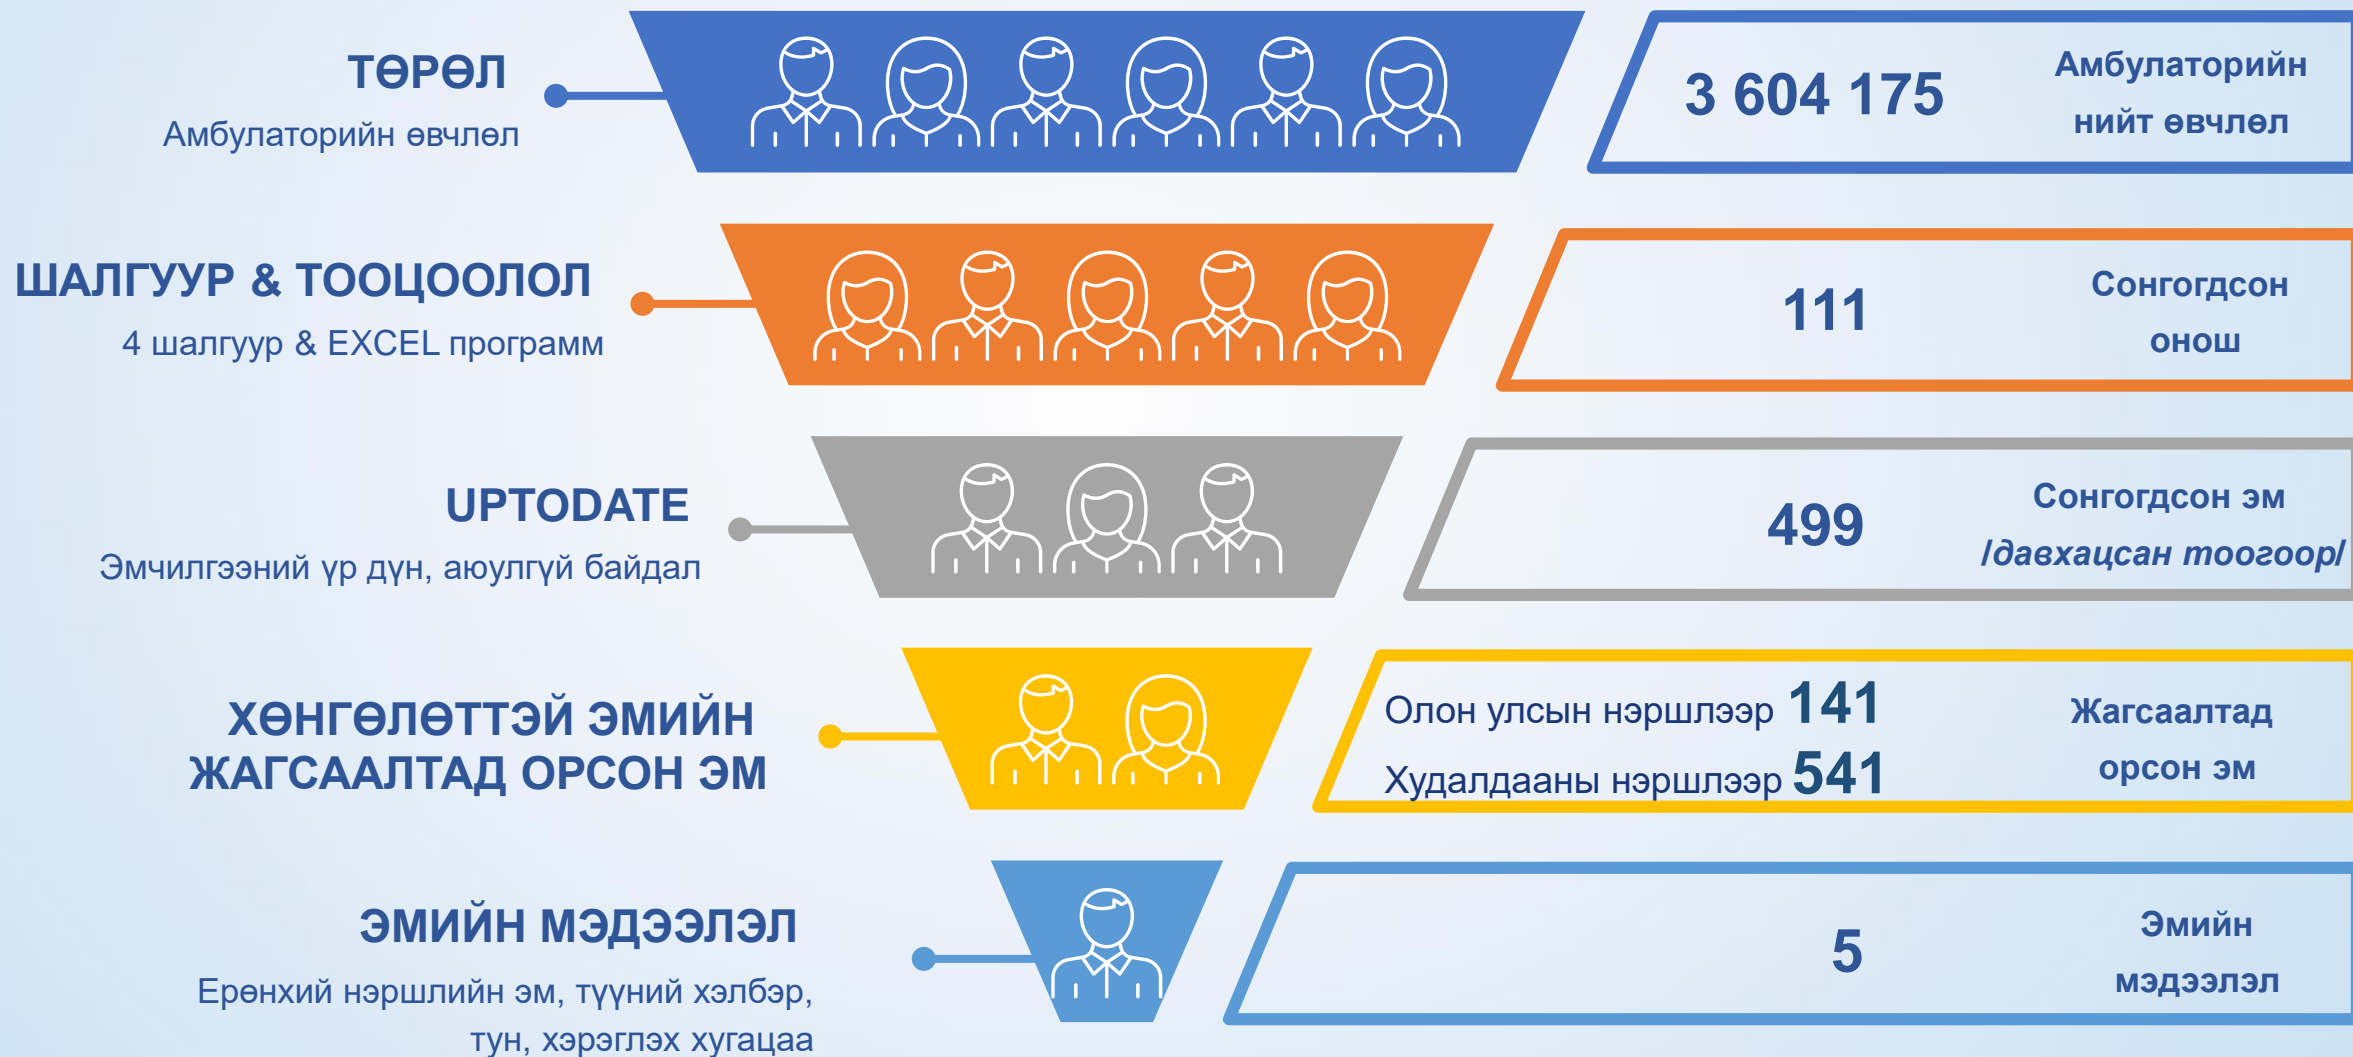 ТӨРӨЛ
Амбулаторийн өвчлөл
3 604 175
Амбулаторийн
нийт өвчлөл
ШАЛГУУР & ТООЦООЛОЛ
4 шалгуур & EXCEL программ
111
Сонгогдсон
онош
UPTODATE
Эмчилгээний үр дүн, аюулгүй байдал
499
Сонгогдсон эм
/давхацсан тоогоор/
ХӨНГӨЛӨТТЭЙ ЭМИЙН
ЖАГСААЛТАД ОРСОН ЭМ
Олон улсын нэршлээр 141
Худалдааны нэршлээр 541
Жагсаалтад
орсон эм
ЭМИЙН МЭДЭЭЛЭЛ
Ерөнхий нэршлийн эм, түүний хэлбэр,
тун, хэрэглэх хугацаа
5
Эмийн
мэдээлэл